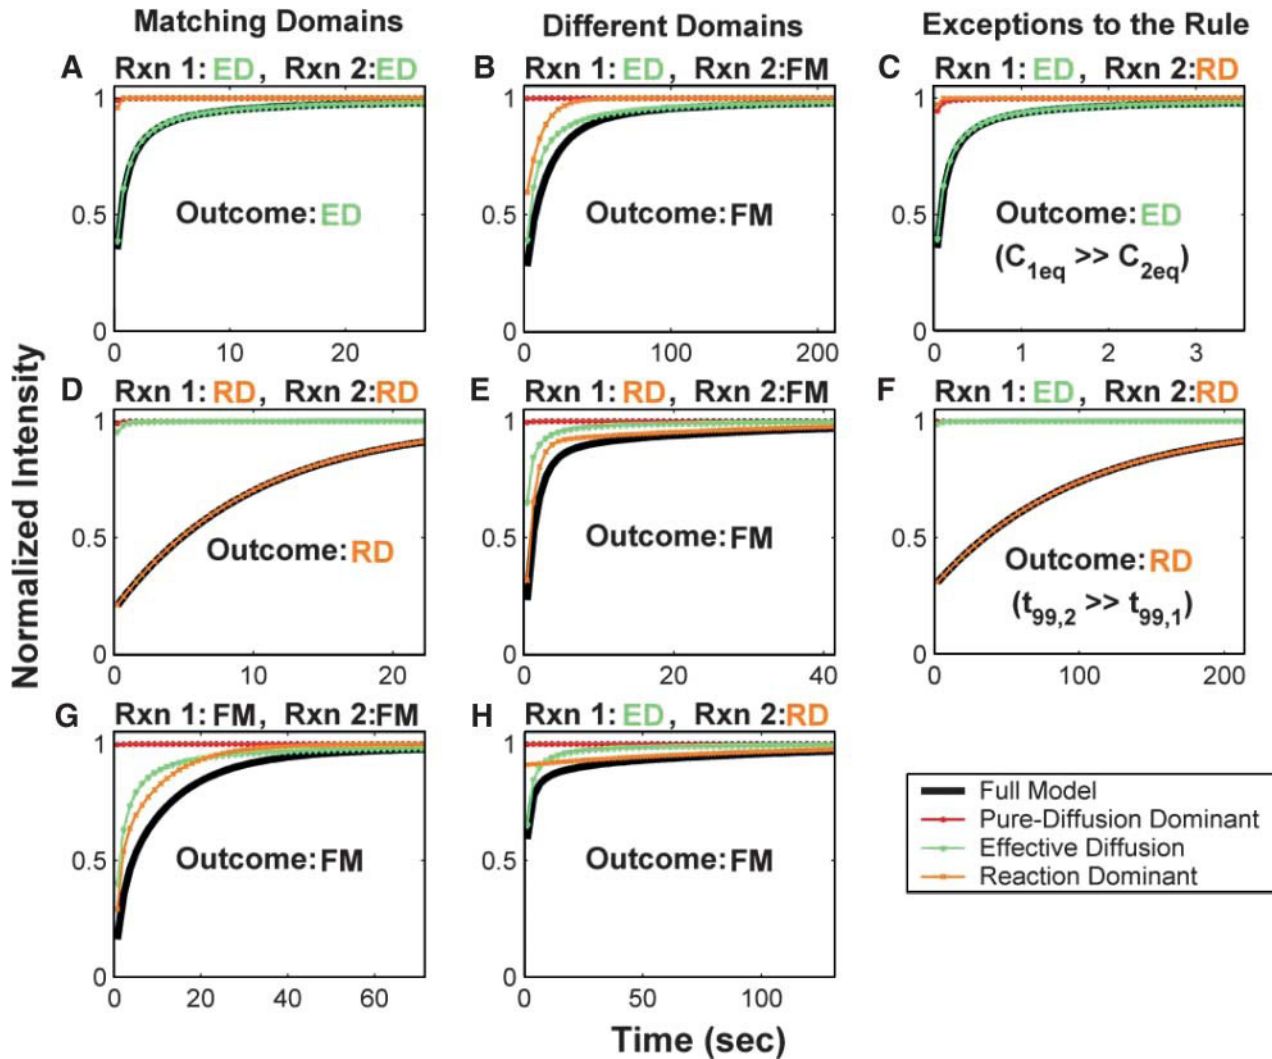 Matching Domains
Different Domains
Exceptions to the Rule
A Rxn 1: ED, Rxn 2:ED
1
0.5
0
Outcome: ED
0 10 20
B Rxn 1: ED, Rxn 2:FM
1
0.5
0
Outcome: FM
0 100 200
C Rxn 1: ED, Rxn 2:RD
1
0.5
0
Outcome: ED
(C1eq >> C2eq)
0 1 2 3
D Rxn 1: RD, Rxn 2:RD
1
0.5
0
Outcome: RD
0 10 20
E Rxn 1: RD, Rxn 2:FM
1
0.5
0
Outcome: FM
0 20 40
F Rxn 1: ED, Rxn 2:RD
1
0.5
0
Outcome: RD
(t99,2 >> t99,1)
0 100 200
G Rxn 1: FM, Rxn 2:FM
1
0.5
0
Outcome: FM
0 20 40 60
H Rxn 1: ED, Rxn 2:RD
1
0.5
0
Outcome: FM
0 50 100
Full Model
Pure-Diffusion Dominant
Effective Diffusion
Reaction Dominant
Normalized Intensity
Time (sec)